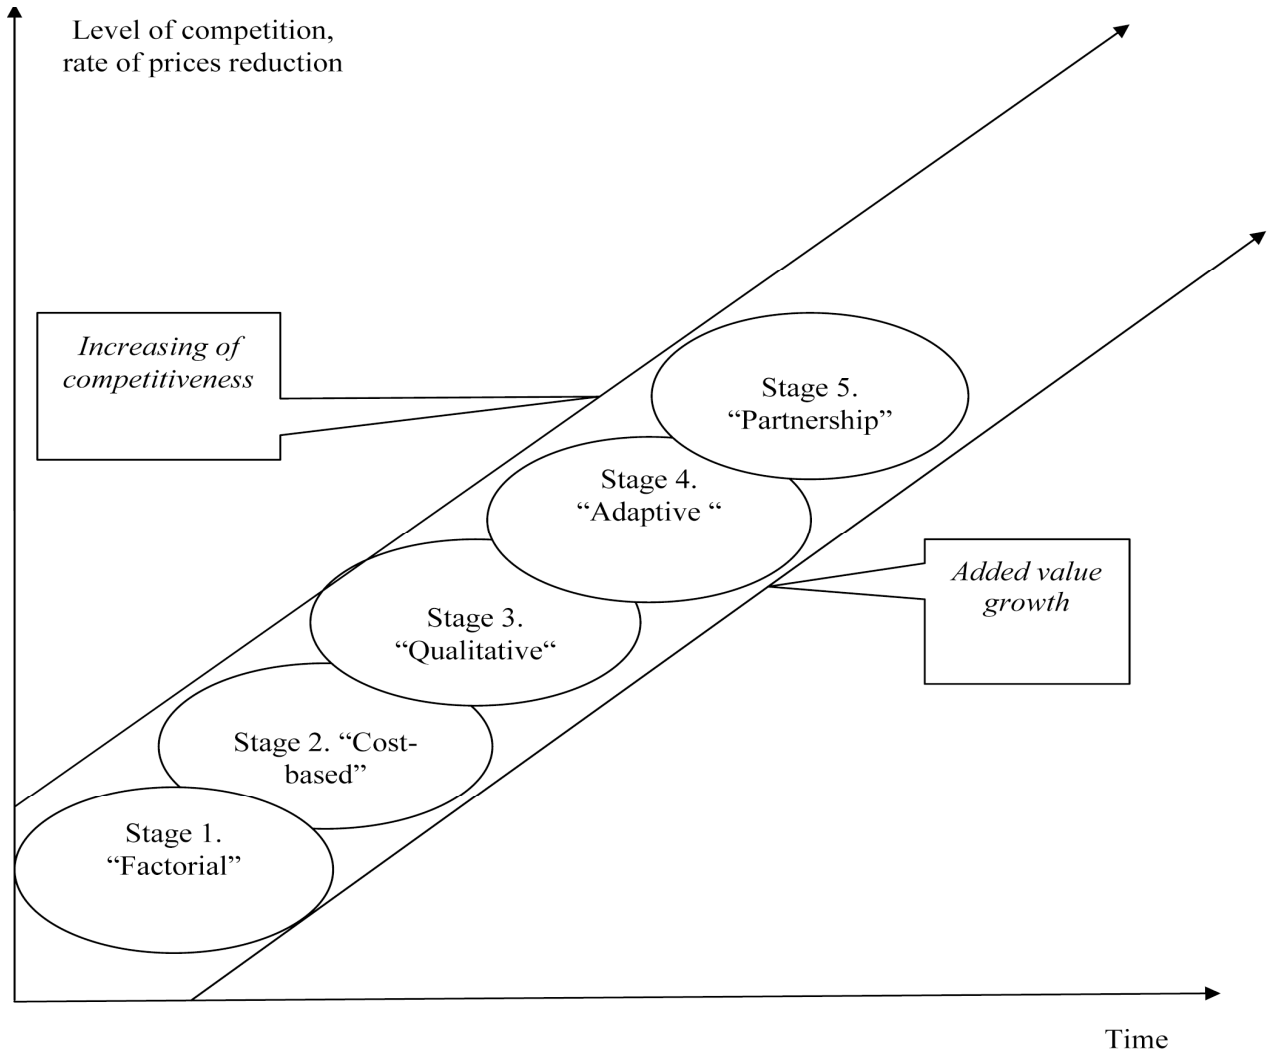 Level of competition,
rate of prices reduction
Increasing of
competitiveness
Stage 5.
“Partnership”
Stage 4.
“Adaptive “
Added value
growth
Stage 3.
“Qualitative“
Stage 2. “Cost-
based”
Stage 1.
“Factorial”
Time